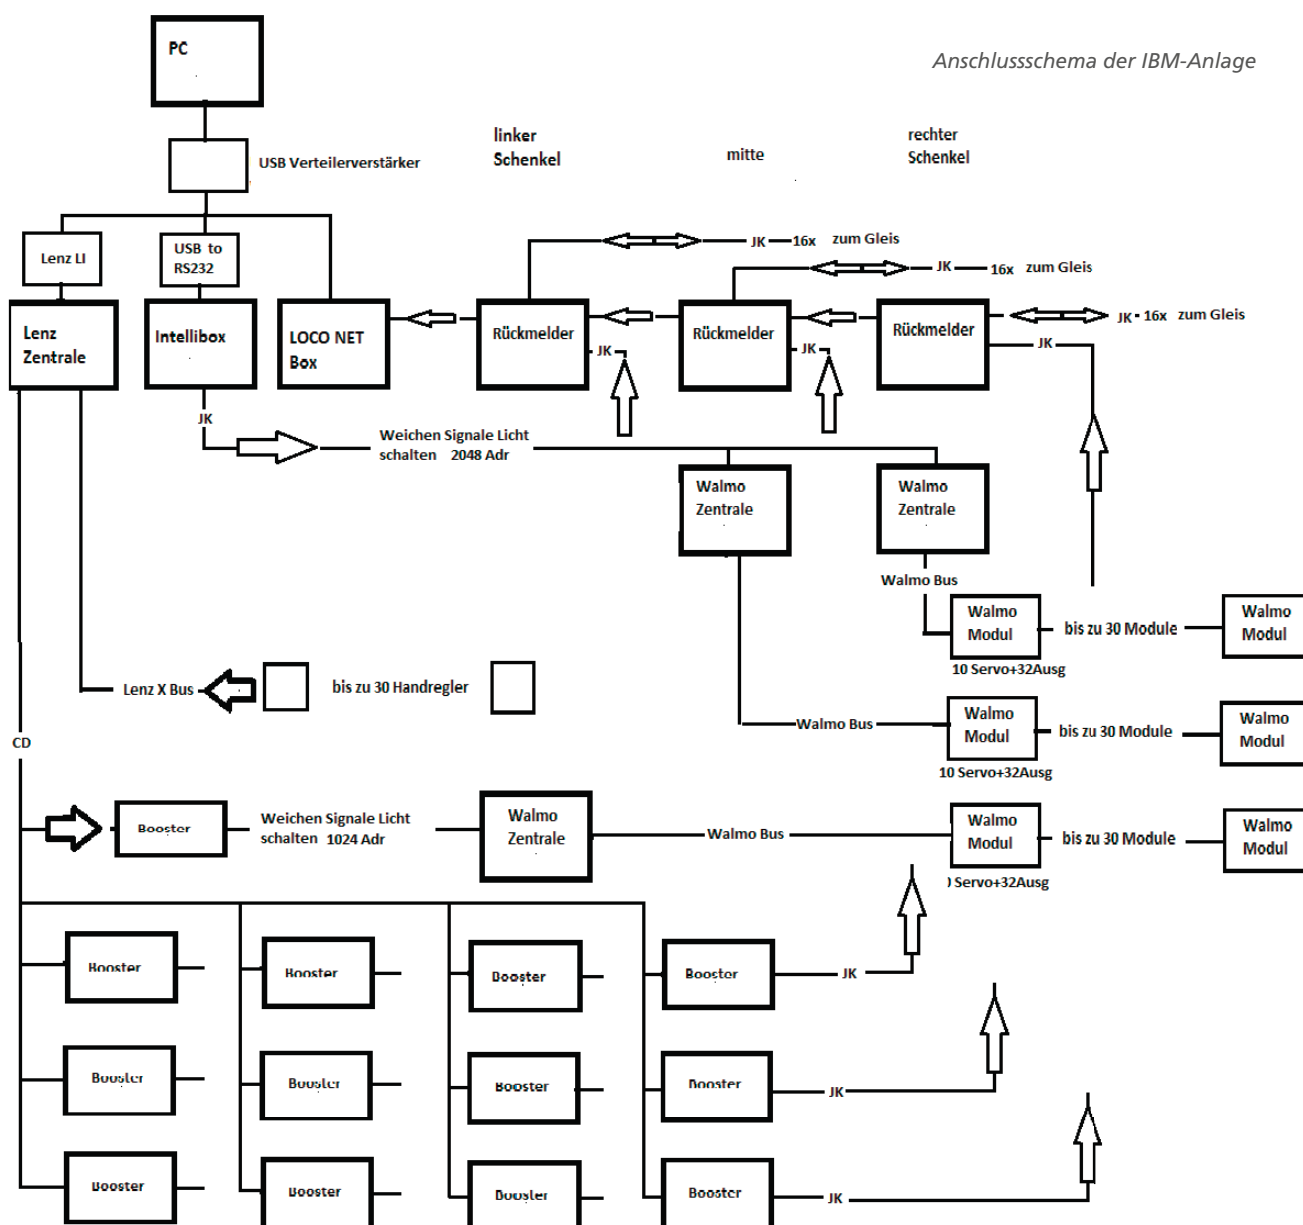 PC
Anschlussschema der IBM-Anlage
linker
Schenkel
mitte
rechter
Schenkel
USB Verteilerverstärker
Lenz LI
USB to
RS232
JK
16x zum Gleis
JK
16x zum Gleis
JK
16x zum Gleis
Lenz
Zentrale
Intellibox
LOCO NET
Box
Rückmelder
Rückmelder
Rückmelder
JK
JK
JK
JK
Weichen Signale Licht
schalten 2048 Adr
Walmo
Zentrale
Walmo
Zentrale
Walmo Bus
Walmo
Modul
bis zu 30 Module
Walmo
Modul
10 Servo+32Ausg
Lenz X Bus
bis zu 30 Handregler
Walmo Bus
Walmo
Modul
bis zu 30 Module
Walmo
Modul
10 Servo+32Ausg
CD
Booster
Weichen Signale Licht
schalten 1024 Adr
Walmo
Zentrale
Walmo Bus
Walmo
Modul
bis zu 30 Module
Walmo
Modul
) Servo+32Ausg
Booster
Booster
Booster
Booster
JK
Booster
Booster
Booster
Booster
JK
Booster
Booster
Booster
Booster
JK